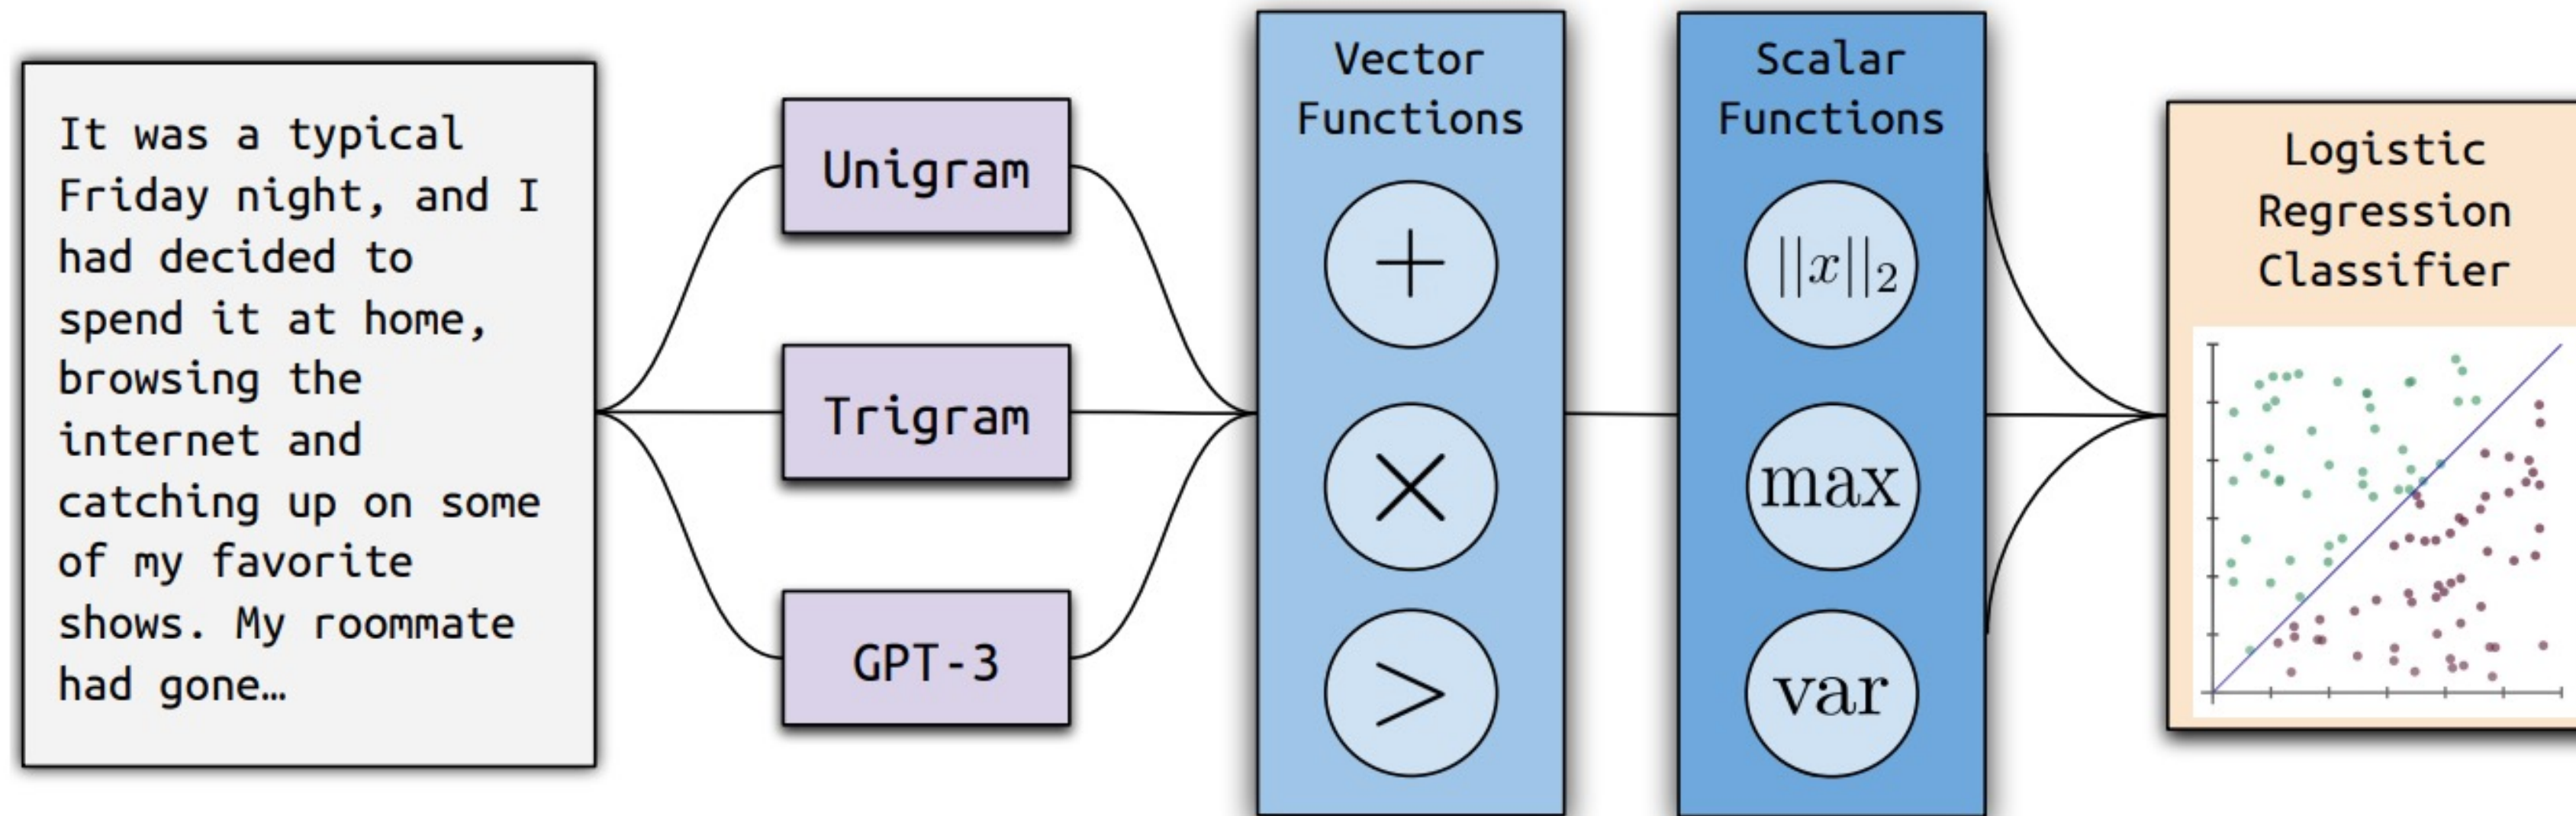 It was a typical
Friday night, and I
had decided to
spend it at home,
browsing the
internet and
catching up on some
of my favorite
shows. My roommate
had gone…
Unigram
Trigram
GPT-3
Vector
Functions
+
×
>
Scalar
Functions
||x||₂
max
var
Logistic
Regression
Classifier